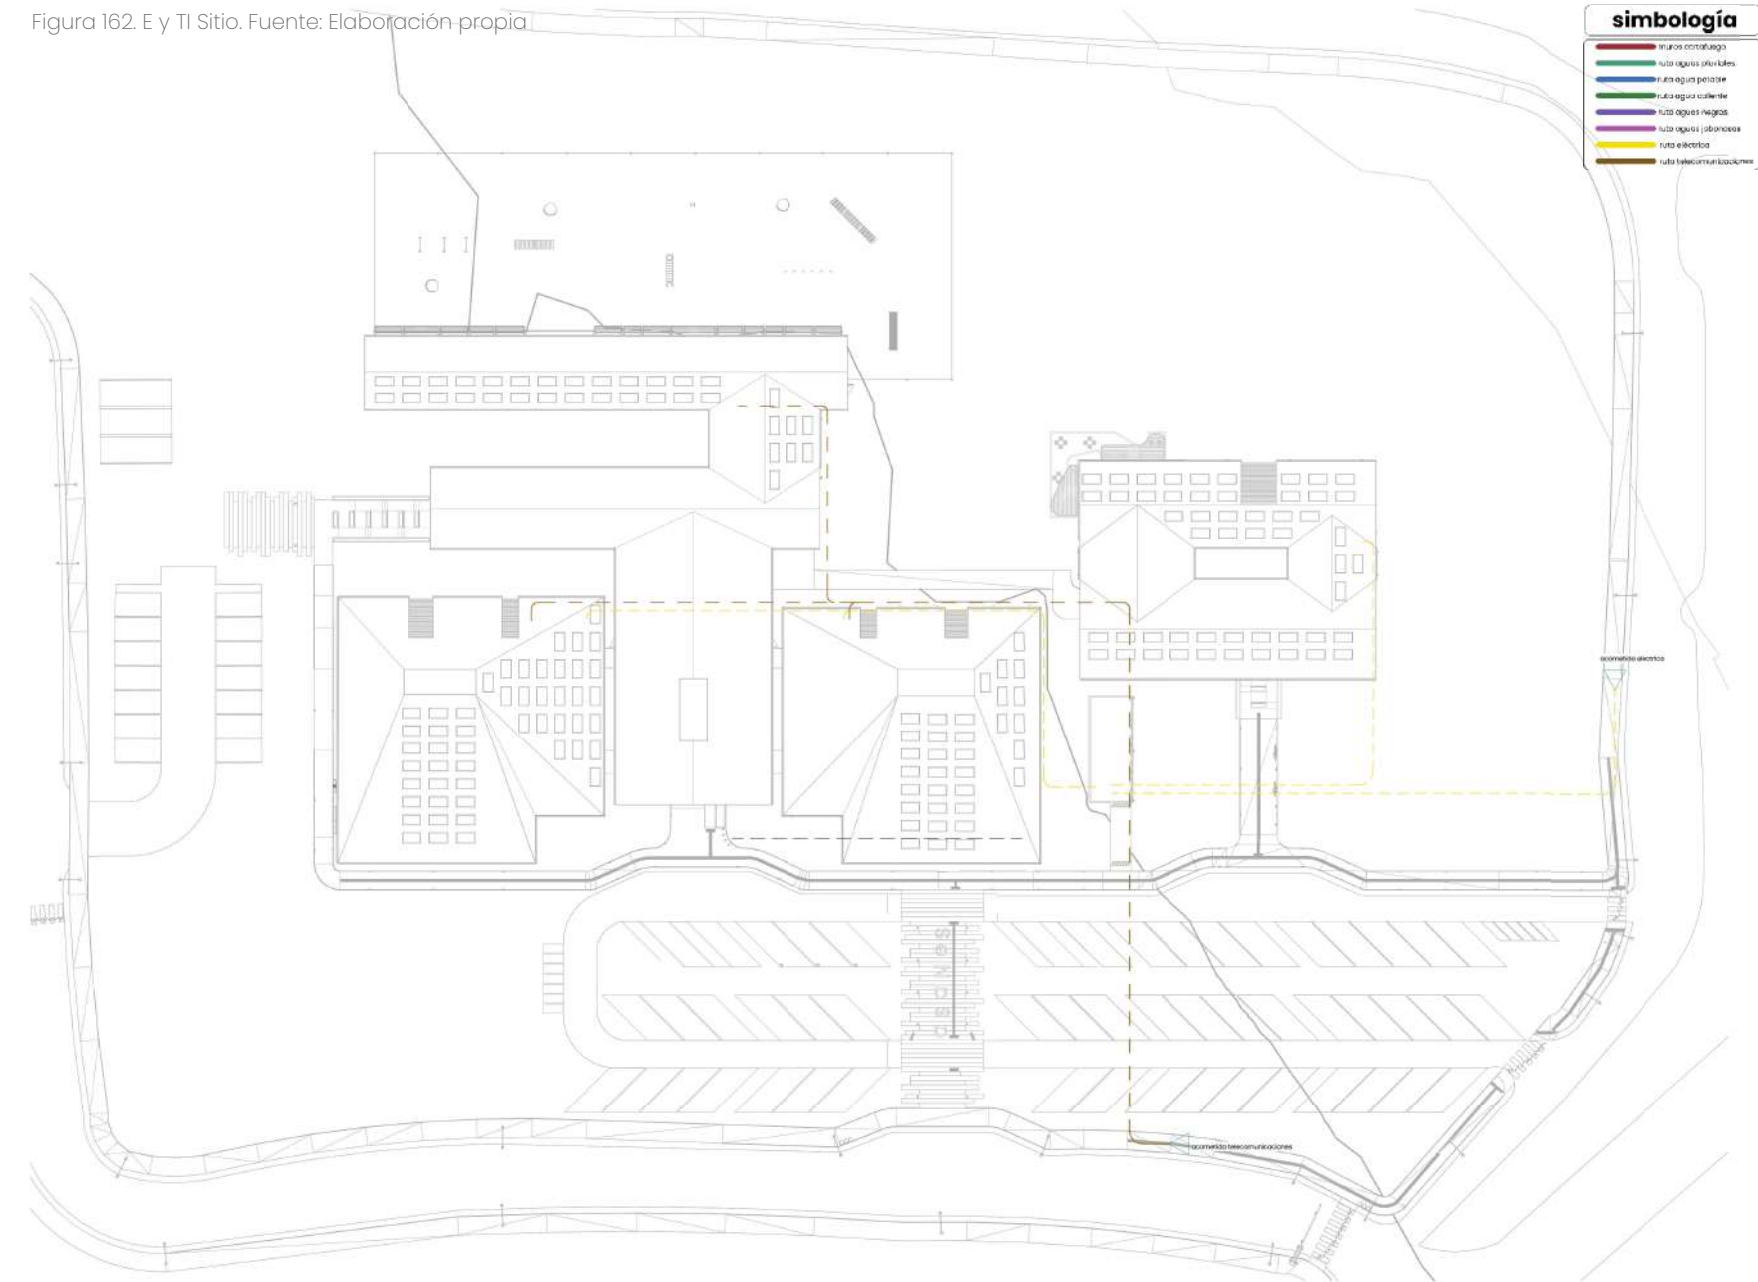 Figura 162. E y TI Sitio. Fuente: Elaboración propia
simbología
muros cortafuego
ruta aguas pluviales
ruta agua potable
ruta agua caliente
ruta aguas negras
ruta aguas jabonosas
ruta eléctrica
ruta telecomunicaciones
acometida eléctrica
acometida telecomunicaciones